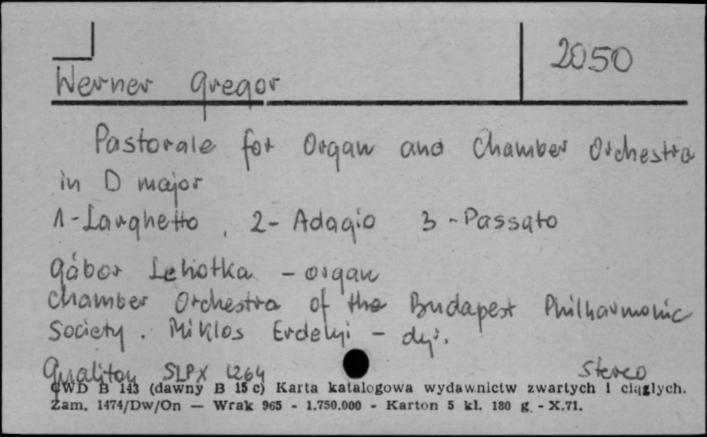 2050
Werner Gregor
Pastorale for Organ and Chamber Orchestra
in D major
1-Larghetto, 2-Adagio 3-Passato
Gábor Lehotka - organ
Chamber Orchestra of the Budapest Philharmonic
Society. Miklos Erdelyi - dyr.
Qualiton SLPX 1264 Stereo
CWD B 143 (dawny B 15 c) Karta katalogowa wydawnictw zwartych i ciągłych.
Zam. 1474/Dw/On — Wrak 965 - 1.750.000 - Karton 5 kl. 180 g. - X.71.